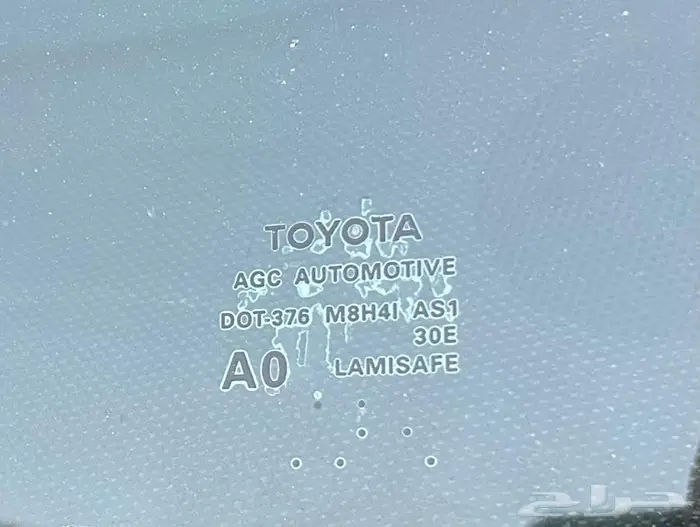 TOYOTA
AGC AUTOMOTIVE
DOT-376 M8H4I AS1
30E
A0 LAMISAFE
حراج